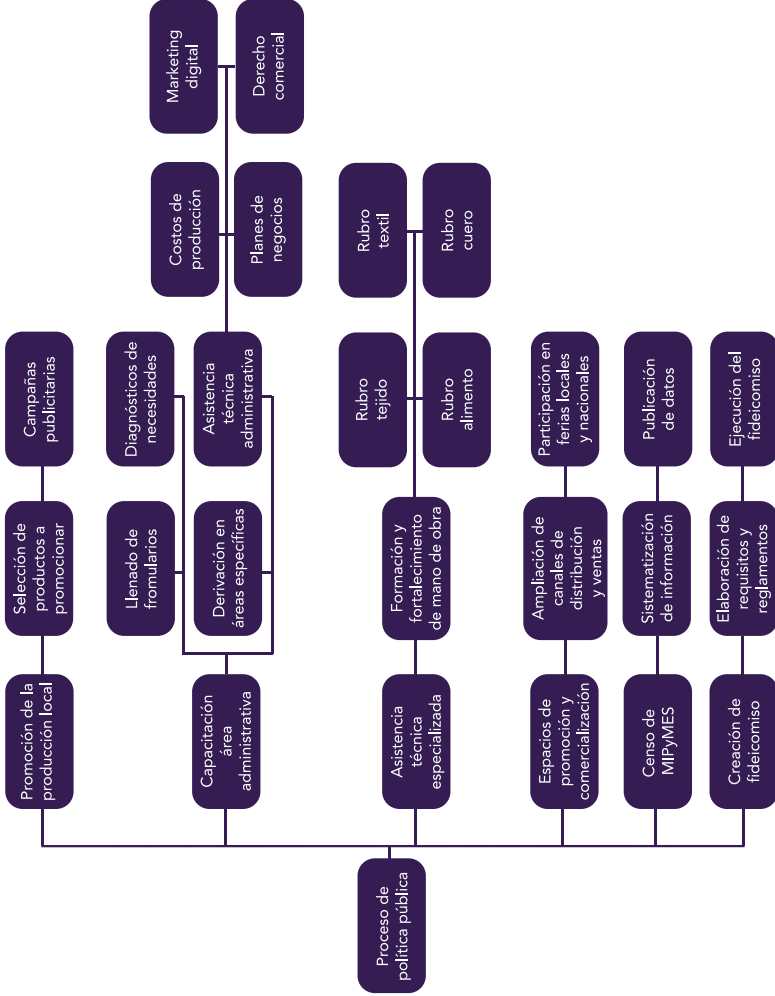 Proceso de
política pública
Promoción de la
producción local
Selección de
productos a
promocionar
Campañas
publicitarias
Capacitación
área
administrativa
Llenado de
fromularios
Diagnósticos de
necesidades
Derivación en
áreas específicas
Asistencia
técnica
administrativa
Costos de
producción
Marketing
digital
Planes de
negocios
Derecho
comercial
Asistencia
técnica
especializada
Formación y
fortalecimiento
de mano de obra
Rubro
tejido
Rubro
textil
Rubro
alimento
Rubro
cuero
Espacios de
promoción y
comercialización
Ampliación de
canales de
distribución
y ventas
Participación en
ferias locales
y nacionales
Censo de
MIPyMES
Sistematización
de información
Publicación
de datos
Creación de
fideicomiso
Elaboración de
requisitos y
reglamentos
Ejecución del
fideicomiso